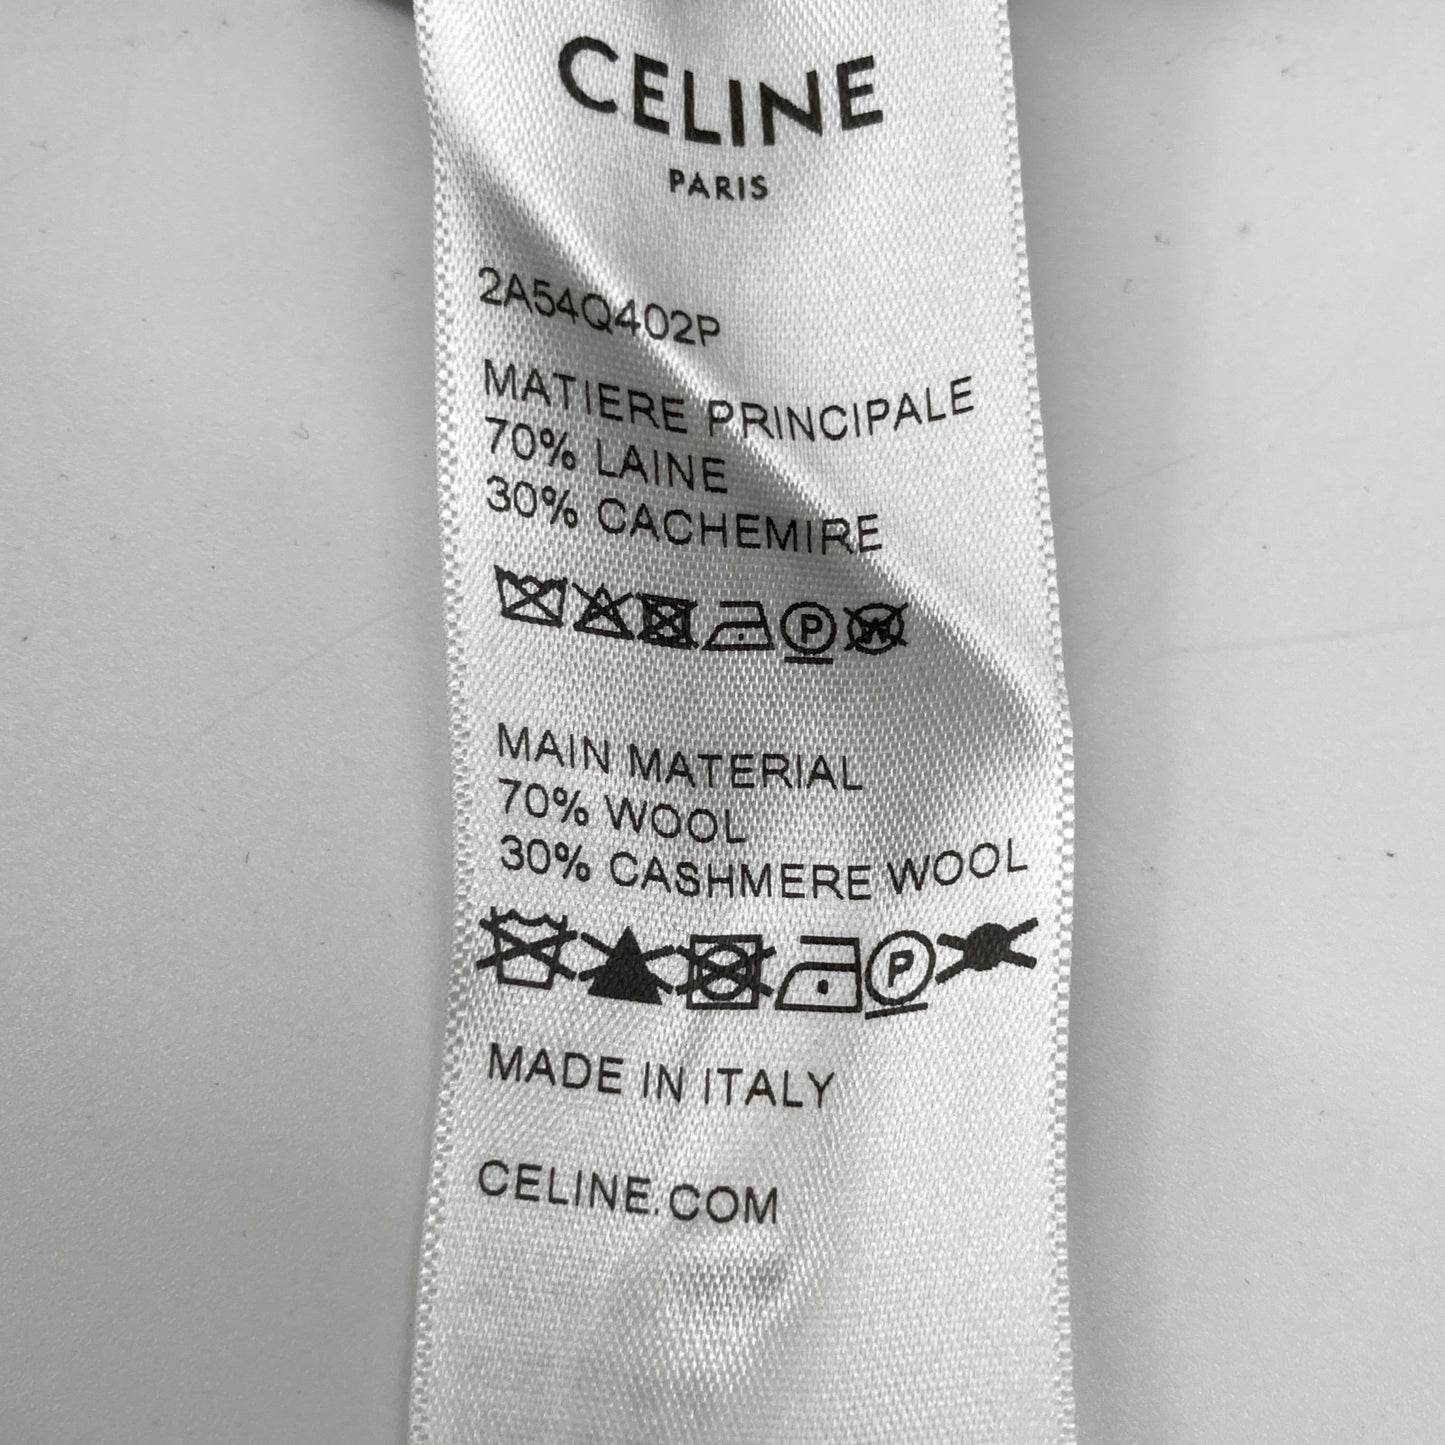 CELINE
PARIS
2A54Q402P
MATIERE PRINCIPALE
70% LAINE
30% CACHEMIRE
P W
MAIN MATERIAL
70% WOOL
30% CASHMERE WOOL
P
MADE IN ITALY
CELINE.COM